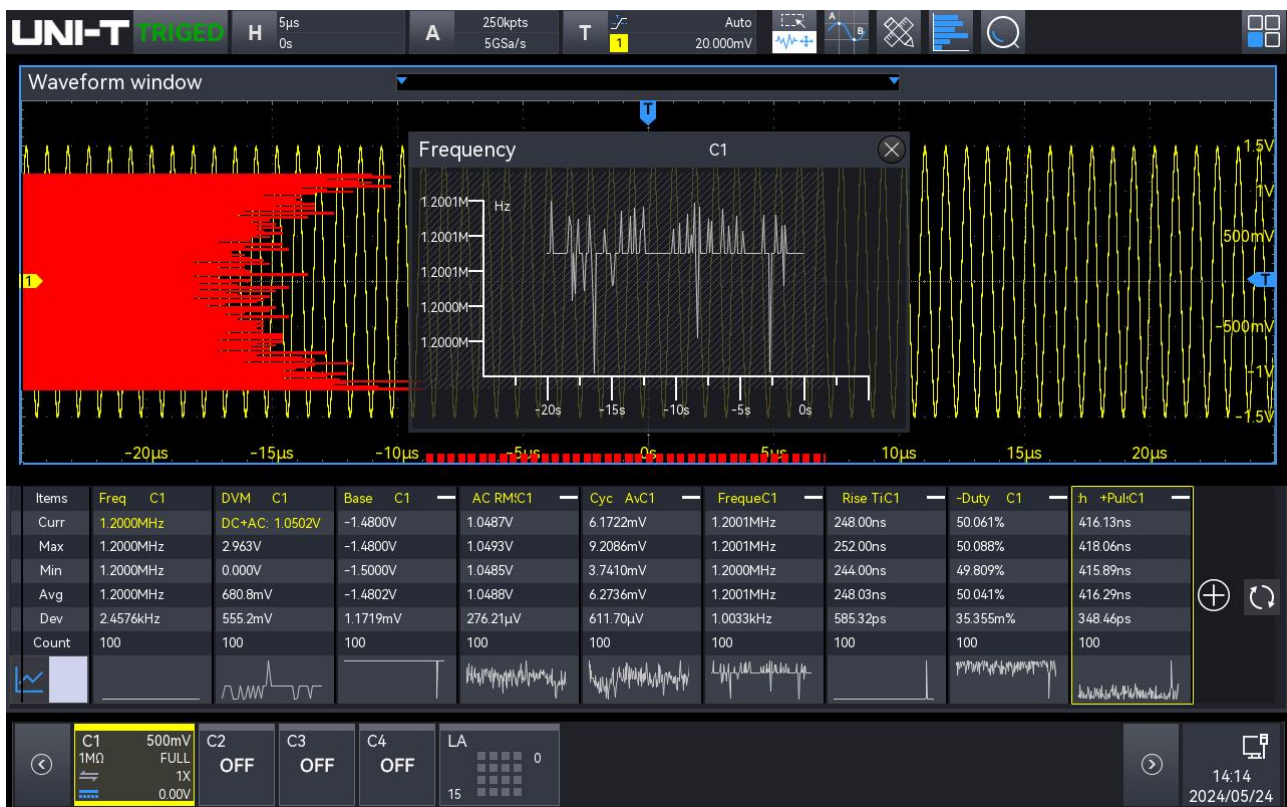 UNI-T TRIGED H 5µs A 250kpts T Auto
0s 5GSa/s 1 20.000mV
A B
Waveform window
T
Frequency C1
1.5V
1.2001M Hz
1V
1.2001M
500mV
1.2001M
1 T
1.2000M
-500mV
1.2000M
-1V
-20s -15s -10s -5s 0s
-1.5V
-20µs -15µs -10µs -5µs 0s 5µs 10µs 15µs 20µs
Items Freq C1 DVM C1 Base C1 AC RM!C1 Cyc AvC1 FrequeC1 Rise TiC1 -Duty C1 :h +Pul:C1
Curr 1.2000MHz DC+AC: 1.0502V -1.4800V 1.0487V 6.1722mV 1.2001MHz 248.00ns 50.061% 416.13ns
Max 1.2000MHz 2.963V -1.4800V 1.0493V 9.2086mV 1.2001MHz 252.00ns 50.088% 418.06ns
Min 1.2000MHz 0.000V -1.5000V 1.0485V 3.7410mV 1.2000MHz 244.00ns 49.809% 415.89ns
Avg 1.2000MHz 680.8mV -1.4802V 1.0488V 6.2736mV 1.2001MHz 248.03ns 50.041% 416.29ns
Dev 2.4576kHz 555.2mV 1.1719mV 276.21µV 611.70µV 1.0033kHz 585.32ps 35.355m% 348.46ps
Count 100 100 100 100 100 100 100 100 100
C1 500mV C2 C3 C4 LA
1MΩ FULL OFF OFF OFF 0
1X
0.00V 15
14:14
2024/05/24